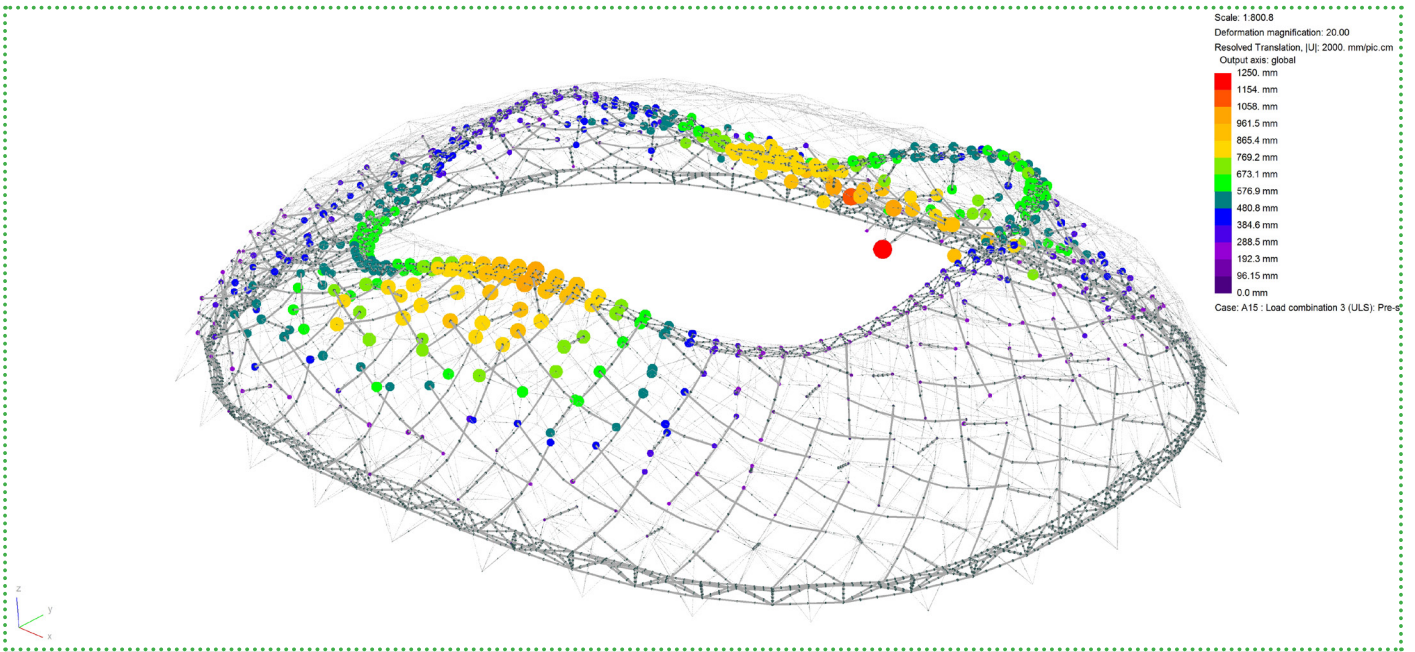 Scale: 1:800.8
Deformation magnification: 20.00
Resolved Translation, |U|: 2000. mm/pic.cm
Output axis: global
1250. mm
1154. mm
1058. mm
961.5 mm
865.4 mm
769.2 mm
673.1 mm
576.9 mm
480.8 mm
384.6 mm
288.5 mm
192.3 mm
96.15 mm
0.0 mm
Case: A15 : Load combination 3 (ULS): Pre-s
z
y
x